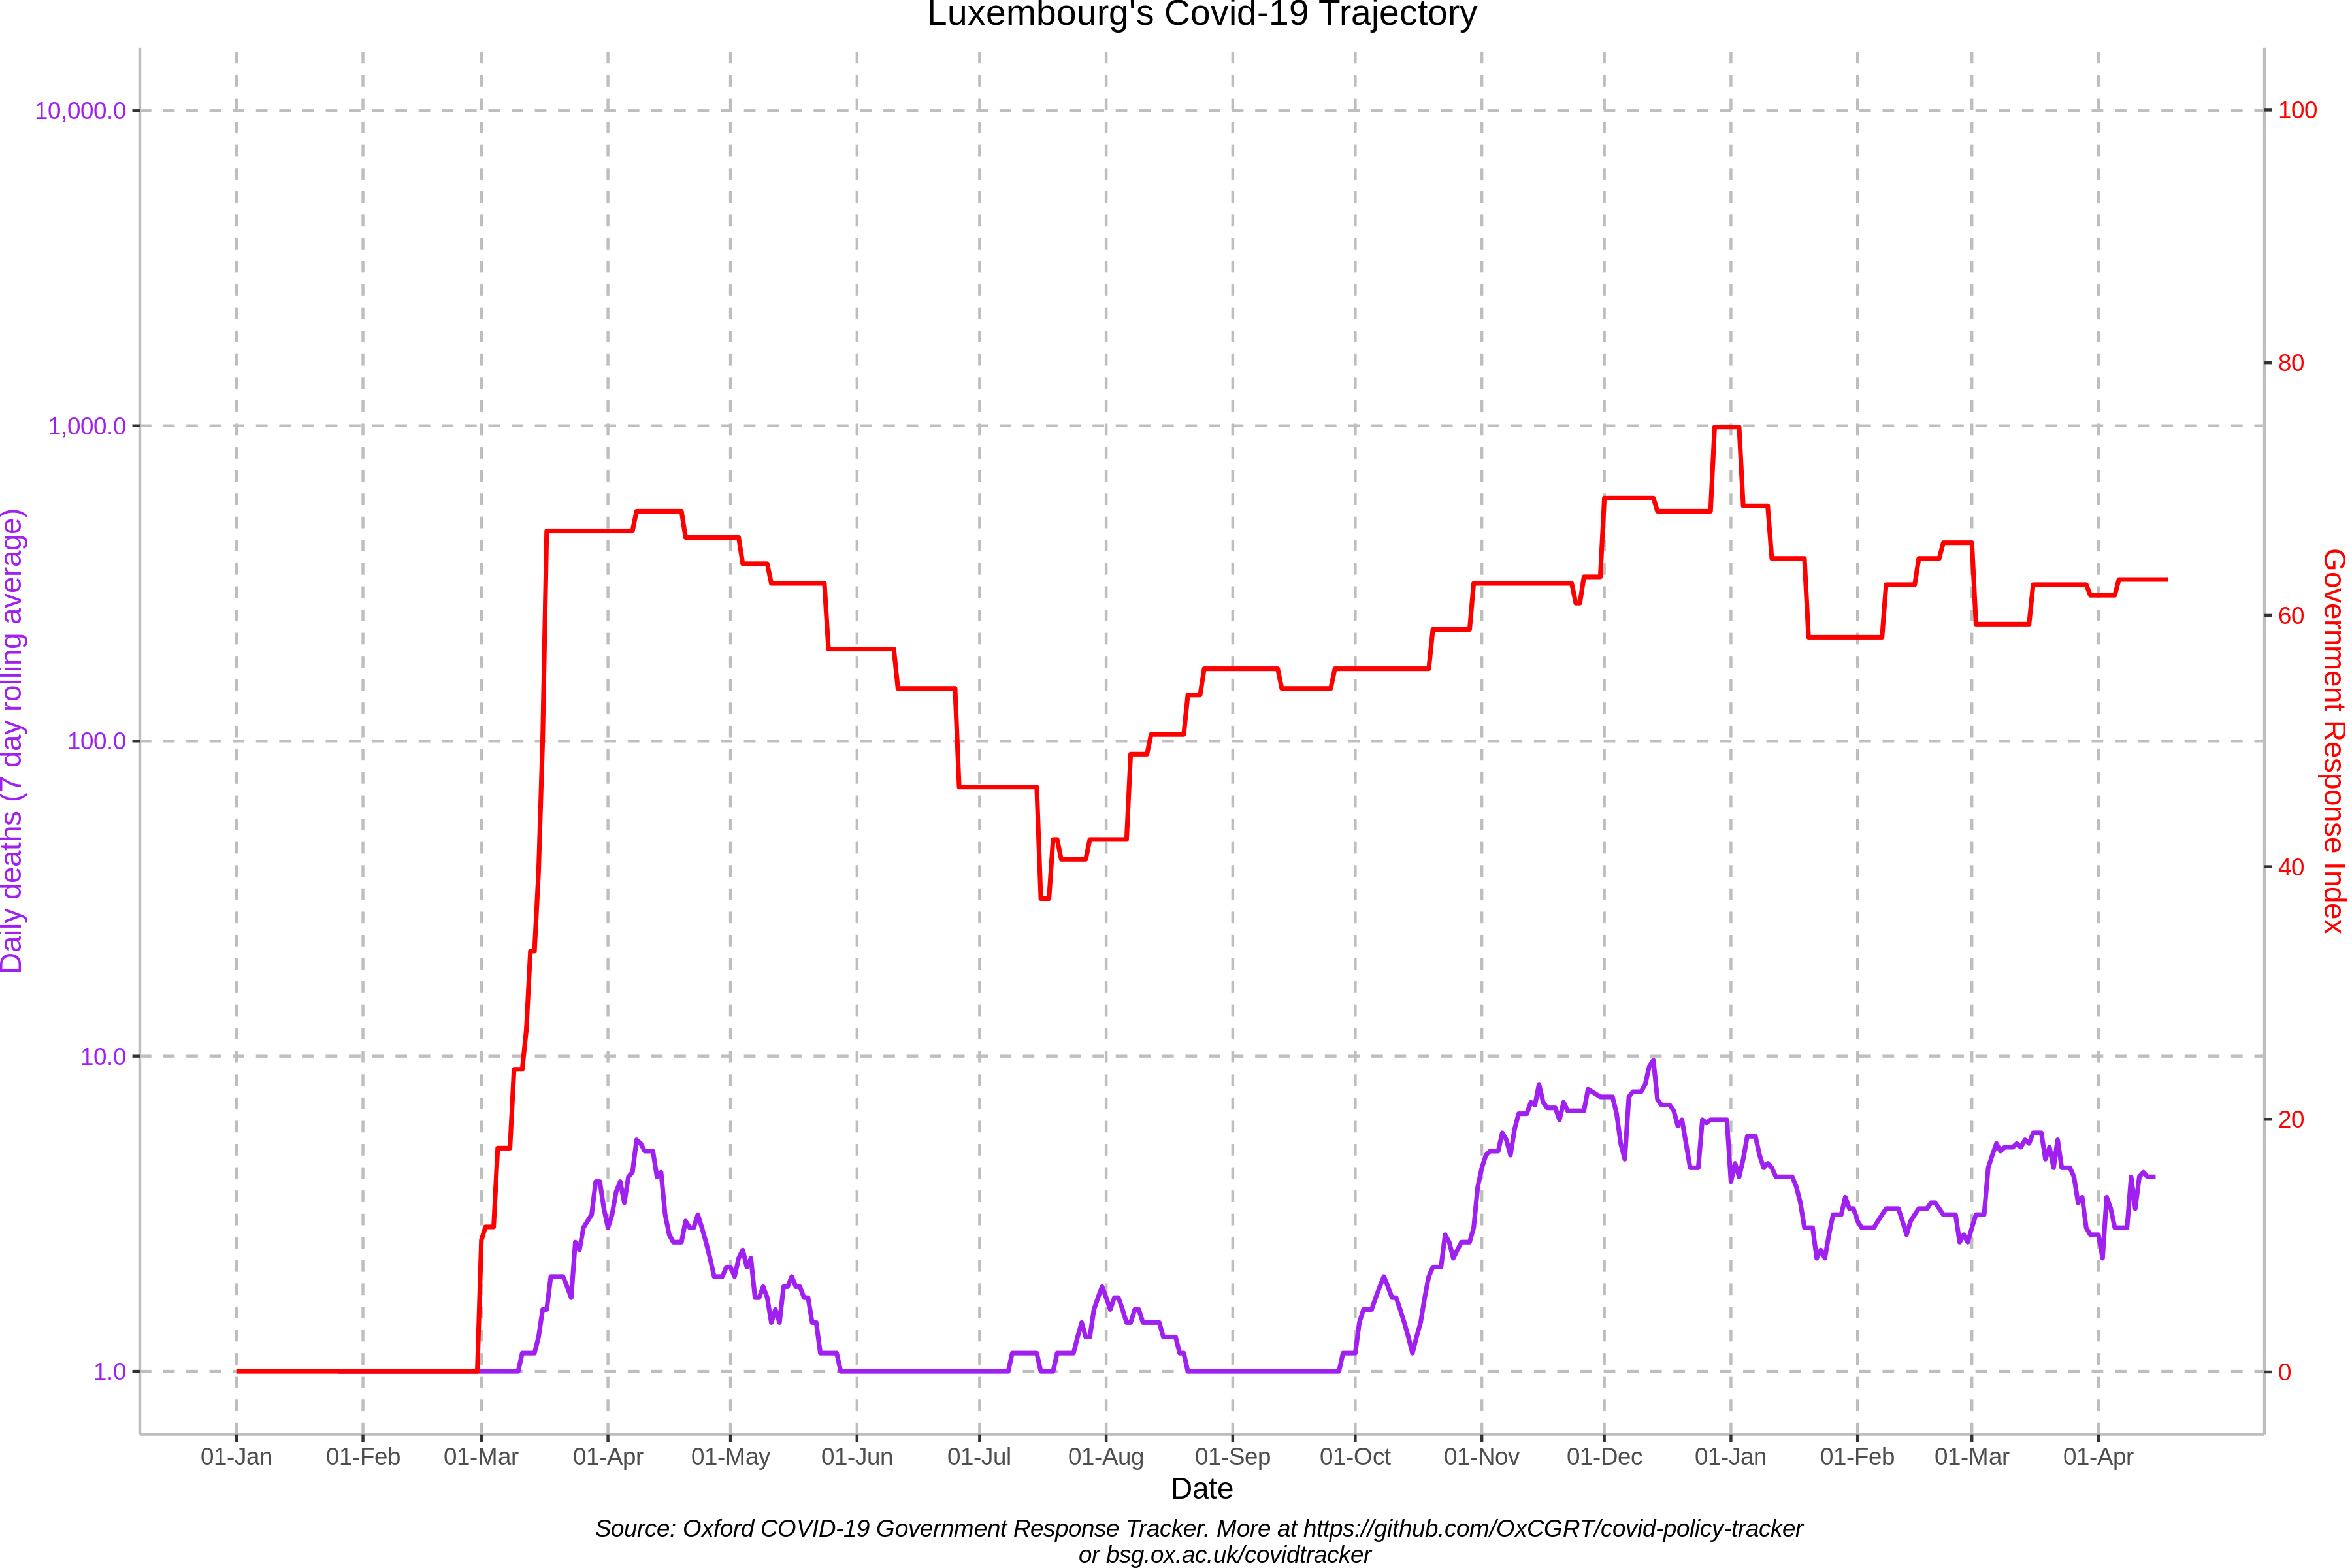 Luxembourg's Covid-19 Trajectory
10,000.0
1,000.0
100.0
10.0
1.0
Daily deaths (7 day rolling average)
100
80
60
40
20
0
Government Response Index
01-Jan 01-Feb 01-Mar 01-Apr 01-May 01-Jun 01-Jul 01-Aug 01-Sep 01-Oct 01-Nov 01-Dec 01-Jan 01-Feb 01-Mar 01-Apr
Date
Source: Oxford COVID-19 Government Response Tracker. More at https://github.com/OxCGRT/covid-policy-tracker
or bsg.ox.ac.uk/covidtracker